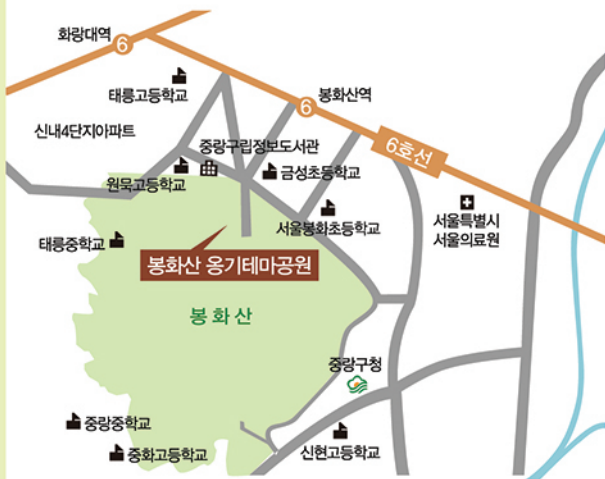 화랑대역
6
태릉고등학교
6
봉화산역
신내4단지아파트
중랑구립정보도서관
6호선
원묵고등학교
금성초등학교
서울봉화초등학교
서울특별시
서울의료원
태릉중학교
봉화산 옹기테마공원
봉화산
중랑구청
중랑중학교
중화고등학교
신현고등학교